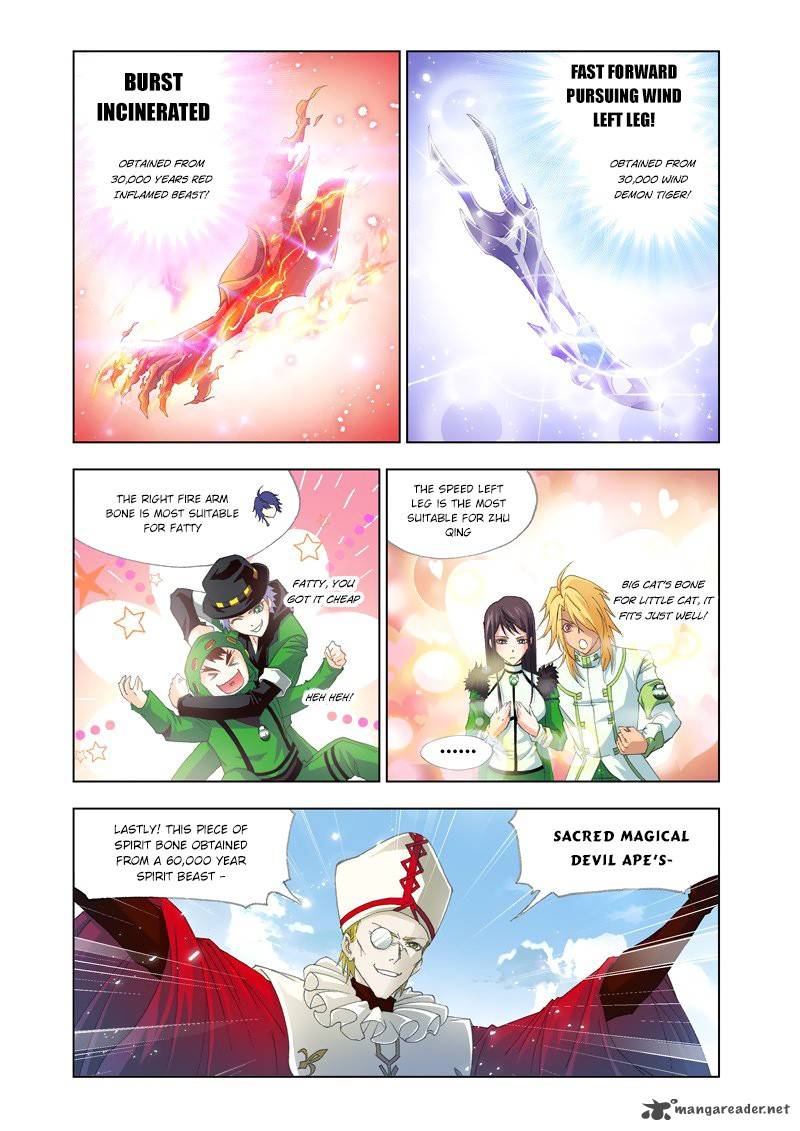 BURST
INCINERATED
OBTAINED FROM
30,000 YEARS RED
INFLAMED BEAST!
FAST FORWARD
PURSUING WIND
LEFT LEG!
OBTAINED FROM
30,000 WIND
DEMON TIGER!
THE RIGHT FIRE ARM
BONE IS MOST SUITABLE
FOR FATTY
FATTY, YOU
GOT IT CHEAP
HEH HEH!
THE SPEED LEFT
LEG IS THE MOST
SUITABLE FOR ZHU
QING
BIG CAT'S BONE
FOR LITTLE CAT, IT
FITS JUST WELL!
......
LASTLY! THIS PIECE OF
SPIRIT BONE OBTAINED
FROM A 60,000 YEAR
SPIRIT BEAST -
SACRED MAGICAL
DEVIL APE'S-
mangareader.net